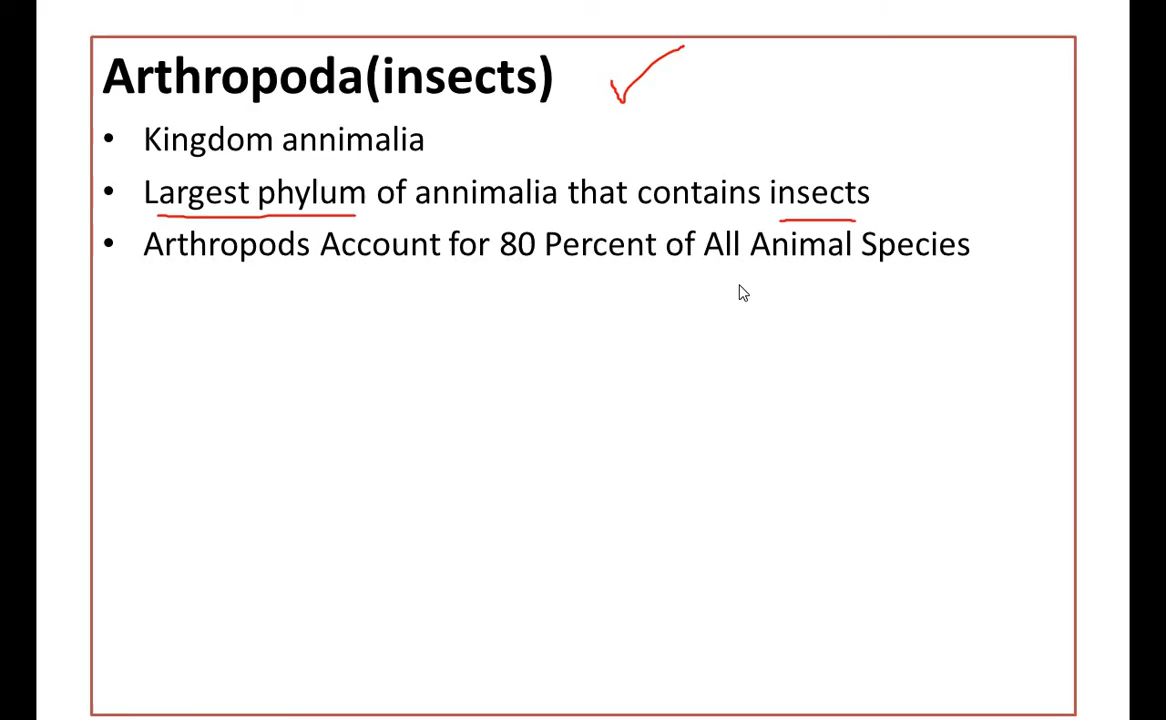 Arthropoda(insects)
• Kingdom annimalia
• Largest phylum of annimalia that contains insects
• Arthropods Account for 80 Percent of All Animal Species